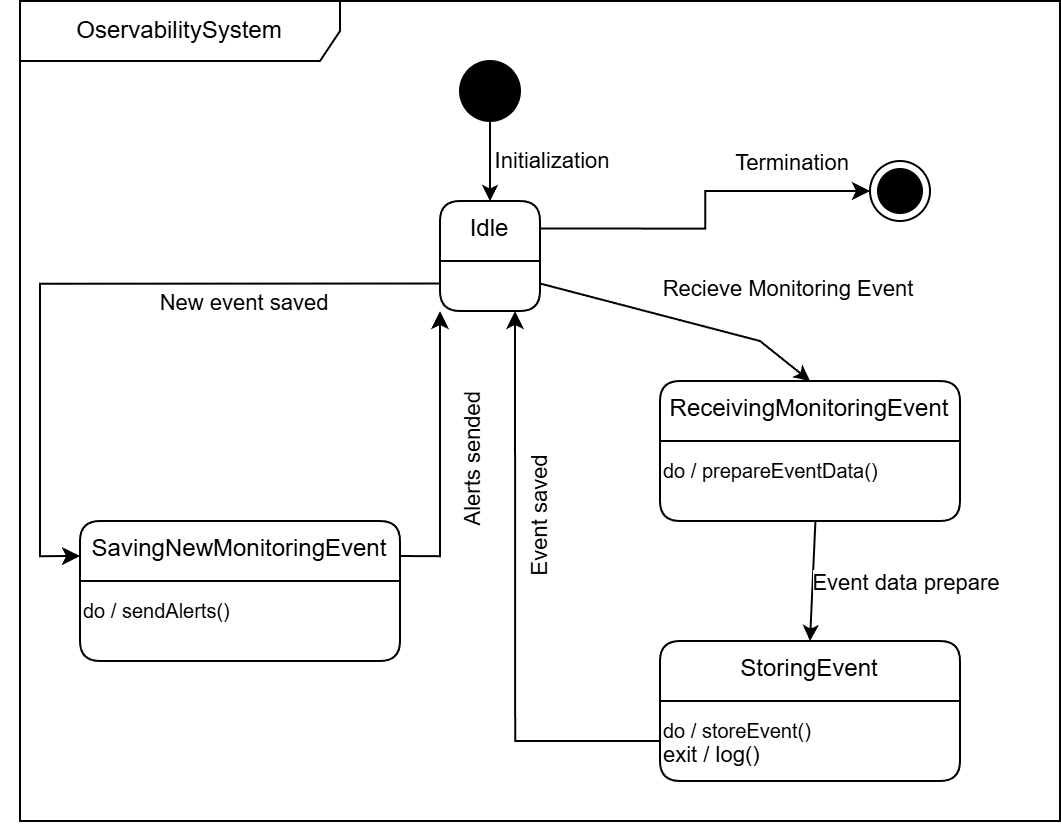 OservabilitySystem
Initialization
Termination
Idle
Recieve Monitoring Event
New event saved
ReceivingMonitoringEvent
do / prepareEventData()
Alerts sended
Event saved
SavingNewMonitoringEvent
do / sendAlerts()
Event data prepare
StoringEvent
do / storeEvent()
exit / log()